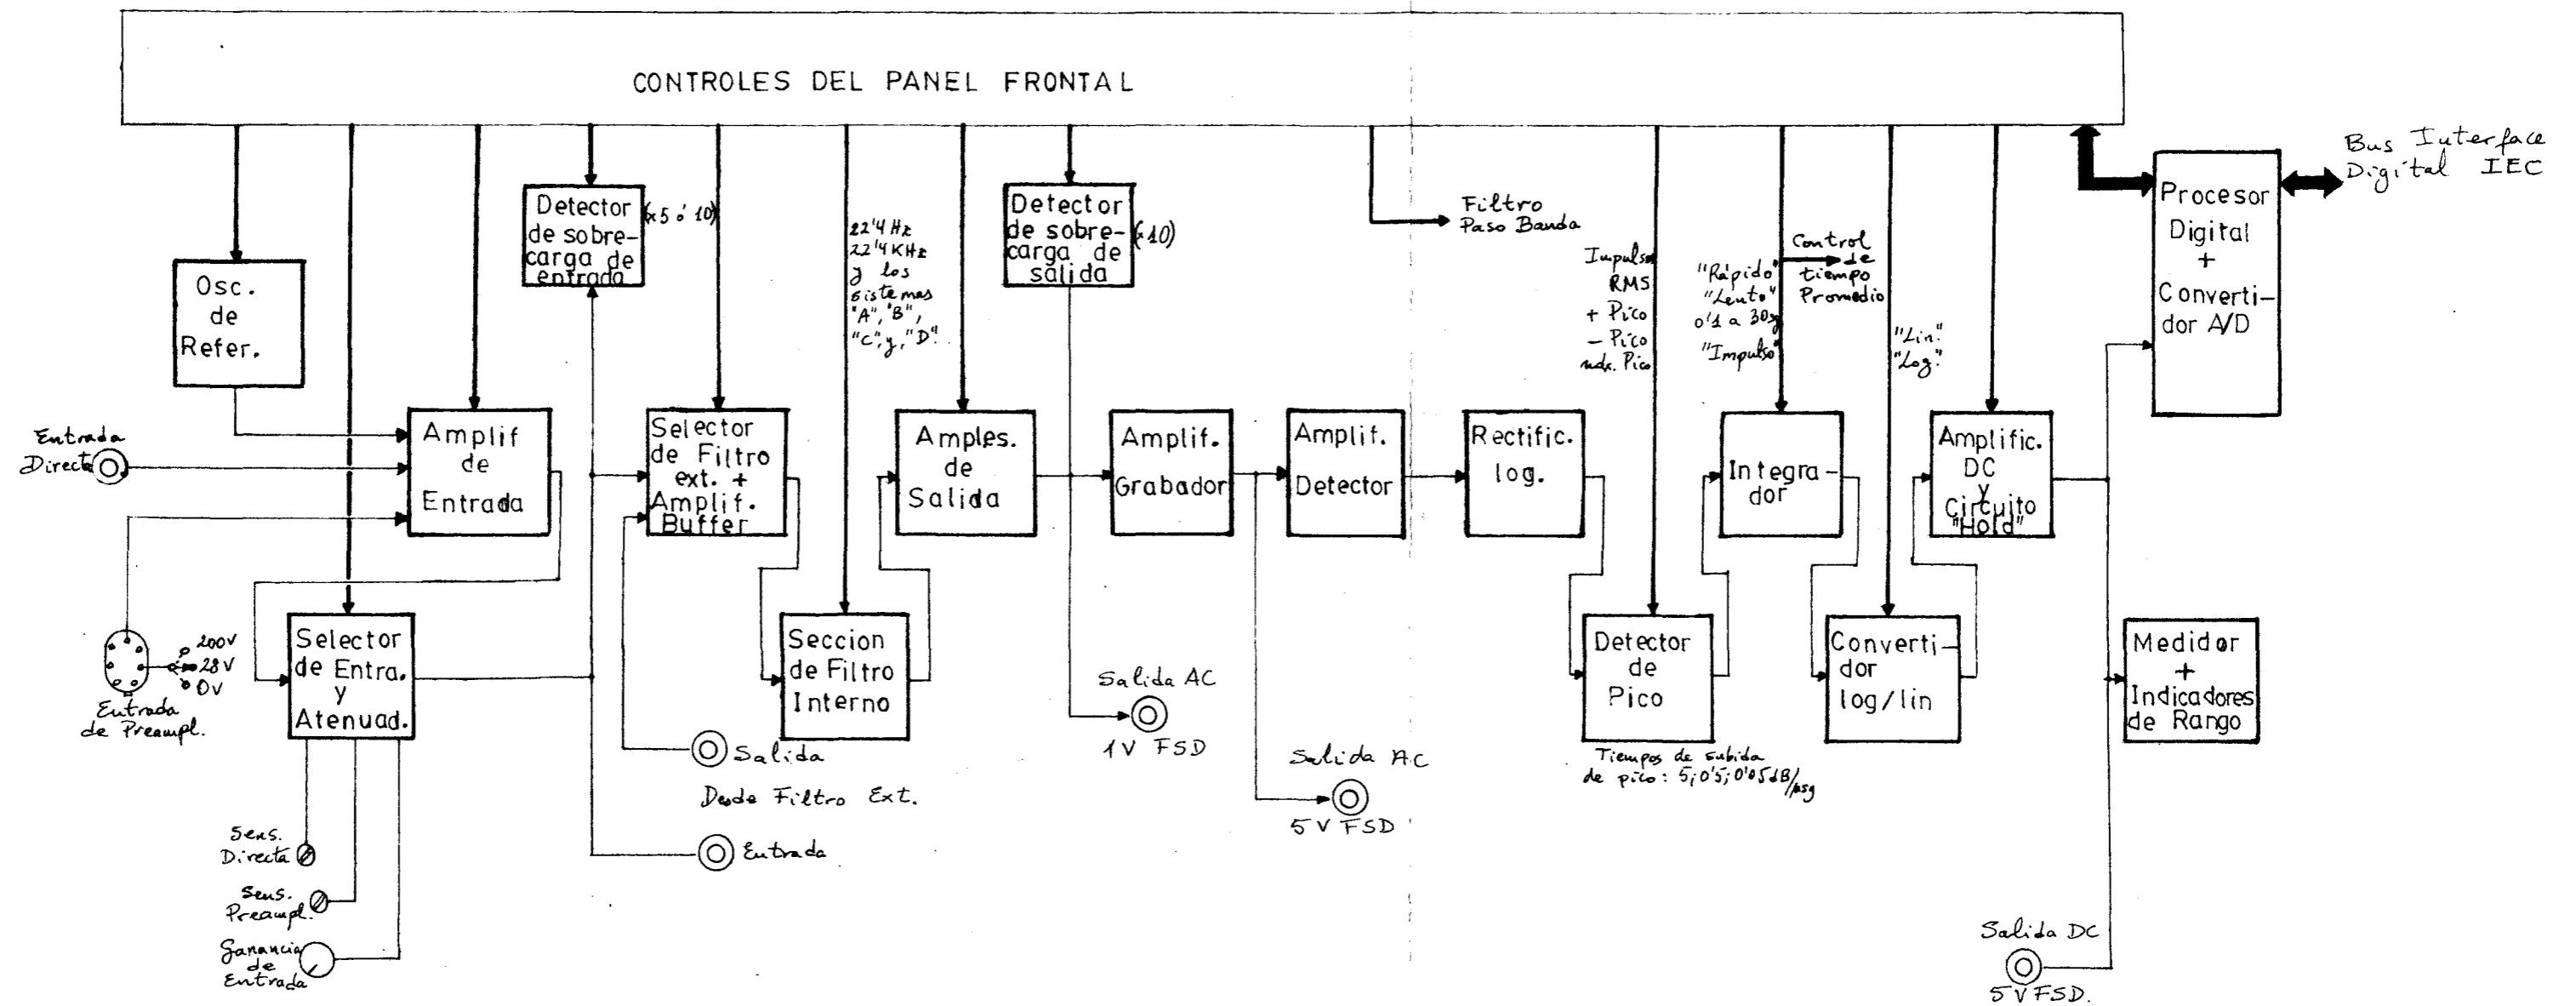 CONTROLES DEL PANEL FRONTAL
Bus Interface
Digital IEC
Procesor
Digital
+
Converti-
dor A/D
Osc.
de
Refer.
Detector
de sobre-
carga de
entrada
(x5 ó 10)
22'4 Hz
22'4 KHz
y los
sistemas
"A", "B",
"C", y, "D".
Detector
de sobre-
carga de
salida
(x10)
Filtro
Paso Banda
Impulso
RMS
+ Pico
- Pico
máx. Pico
"Rápido"
"Lento"
0'1 a 30sg
"Impulso"
Control
de
tiempo
Promedio
"Lin."
"Log."
Entrada
Directa
Amplif
de
Entrada
Selector
de Filtro
ext. +
Amplif.
Buffer
Amples.
de
Salida
Amplif.
Grabador
Amplif.
Detector
Rectific.
log.
Integra-
dor
Amplific.
DC
y
Circuito
"Hold"
200V
28V
0V
Entrada
de Preampl.
Selector
de Entra.
y
Atenuad.
Seccion
de Filtro
Interno
Detector
de
Pico
Tiempos de subida
de pico: 5; 0'5; 0'05dB/µsg
Converti-
dor
log/lin
Medidor
+
Indicadores
de Rango
Salida
Desde Filtro Ext.
Entrada
Salida AC
1V FSD
Salida AC
5V FSD
Sens.
Directa
Sens.
Preampl.
Ganancia
de
Entrada
Salida DC
5V FSD.